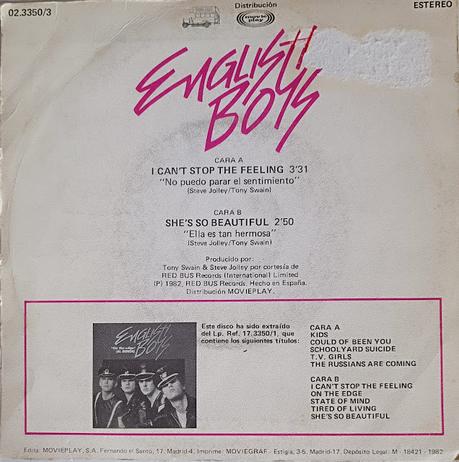 02.3350/3
Distribución
movie play
ESTEREO
ENGLISH
BOYS
CARA A
I CAN'T STOP THE FEELING 3'31
"No puedo parar el sentimiento"
(Steve Jolley/Tony Swain)
CARA B
SHE'S SO BEAUTIFUL 2'50
"Ella es tan hermosa"
(Steve Jolley/Tony Swain)
Producido por:
Tony Swain & Steve Jolley por cortesía de
RED BUS Records (International) Limited
(P) 1982, RED BUS Records. Hecho en España.
Distribución MOVIEPLAY.
ENGLISH
BOYS
Este disco ha sido extraído
del Lp. Ref. 17.3350/1, que
contiene los siguientes títulos:
CARA A
KIDS
COULD OF BEEN YOU
SCHOOLYARD SUICIDE
T.V. GIRLS
THE RUSSIANS ARE COMING
CARA B
I CAN'T STOP THE FEELING
ON THE EDGE
STATE OF MIND
TIRED OF LIVING
SHE'S SO BEAUTIFUL
Edita: MOVIEPLAY, S.A. Fernando el Santo, 17. Madrid-4. Imprime: MOVIEGRAF - Estigia, 3-5. Madrid-17. Depósito Legal: M - 18421 - 1982